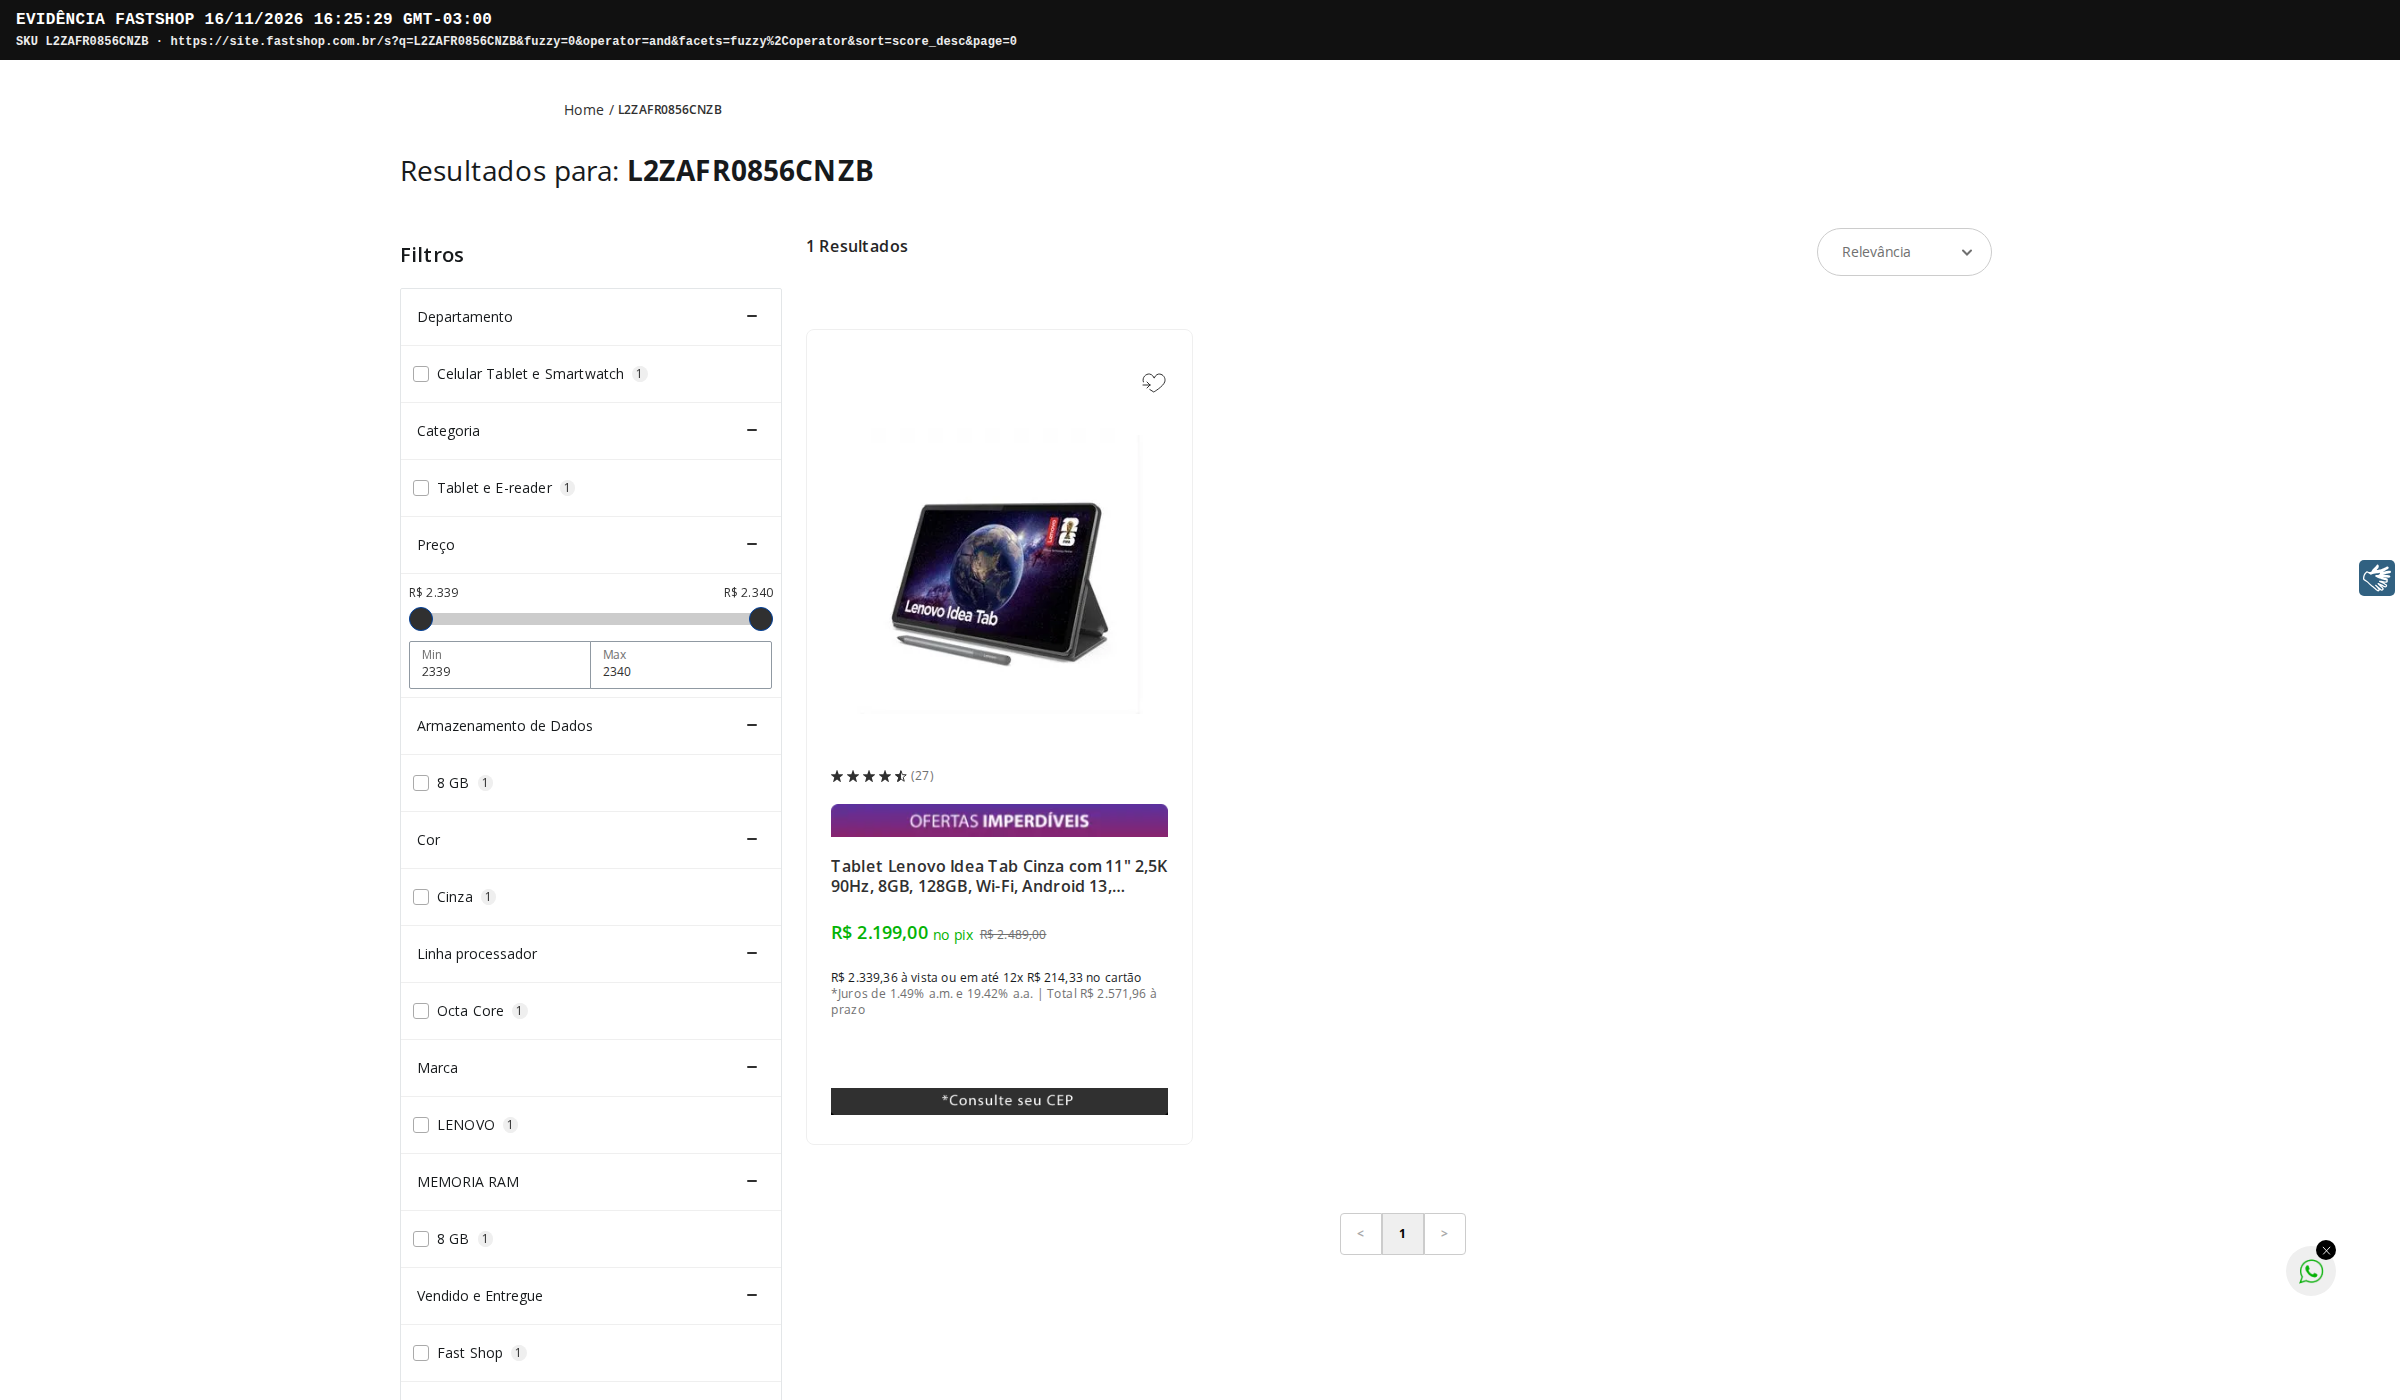 EVIDÊNCIA FASTSHOP 16/11/2026 16:25:29 GMT-03:00
SKU L2ZAFR0856CNZB · https://site.fastshop.com.br/s?q=L2ZAFR0856CNZB&fuzzy=0&operator=and&facets=fuzzy%2Coperator&sort=score_desc&page=0
Home / L2ZAFR0856CNZB
Resultados para: L2ZAFR0856CNZB
Filtros
Departamento
Celular Tablet e Smartwatch 1
Categoria
Tablet e E-reader 1
Preço
R$ 2.339 R$ 2.340
Min Max
2339 2340
Armazenamento de Dados
8 GB 1
Cor
Cinza 1
Linha processador
Octa Core 1
Marca
LENOVO 1
MEMORIA RAM
8 GB 1
Vendido e Entregue
Fast Shop 1
1 Resultados
Relevância
Lenovo
Lenovo Idea Tab
(27)
OFERTAS IMPERDÍVEIS
Tablet Lenovo Idea Tab Cinza com 11" 2,5K
90Hz, 8GB, 128GB, Wi-Fi, Android 13,...
R$ 2.199,00 no pix R$ 2.489,00
R$ 2.339,36 à vista ou em até 12x R$ 214,33 no cartão
*Juros de 1.49% a.m. e 19.42% a.a. | Total R$ 2.571,96 à
prazo
*Consulte seu CEP
< 1 >